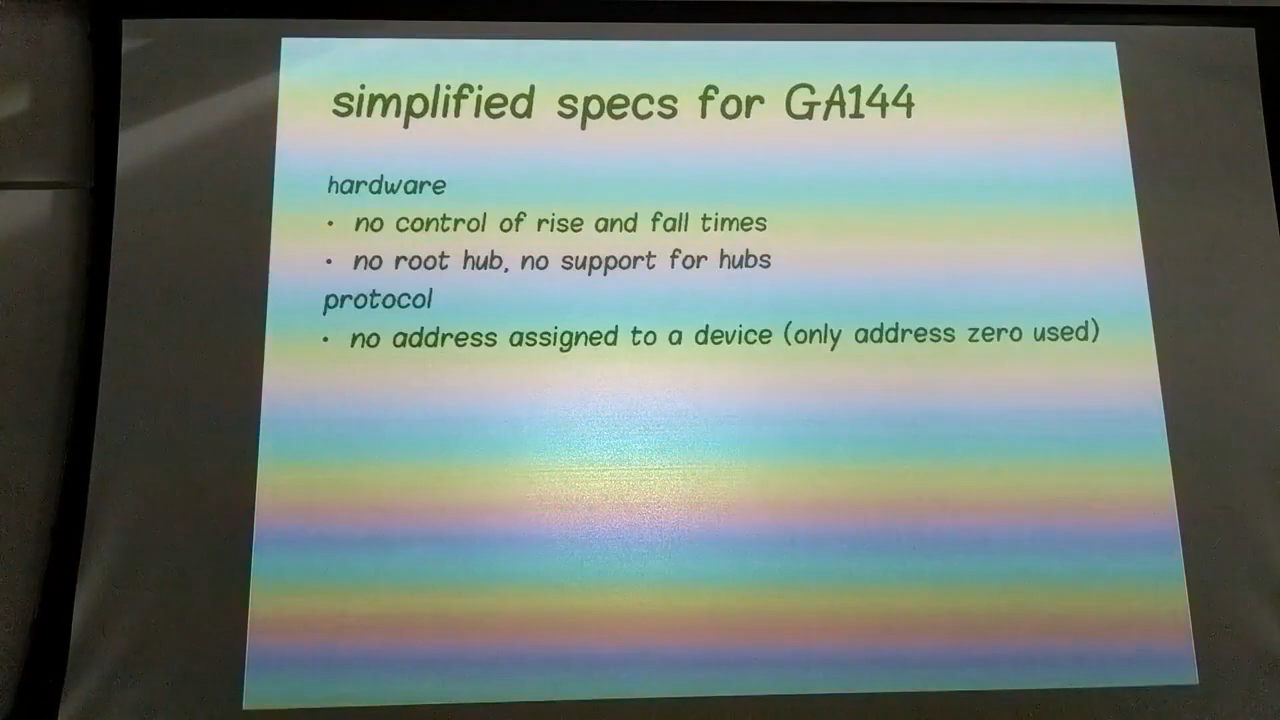 simplified specs for GA144
hardware
• no control of rise and fall times
• no root hub, no support for hubs
protocol
• no address assigned to a device (only address zero used)